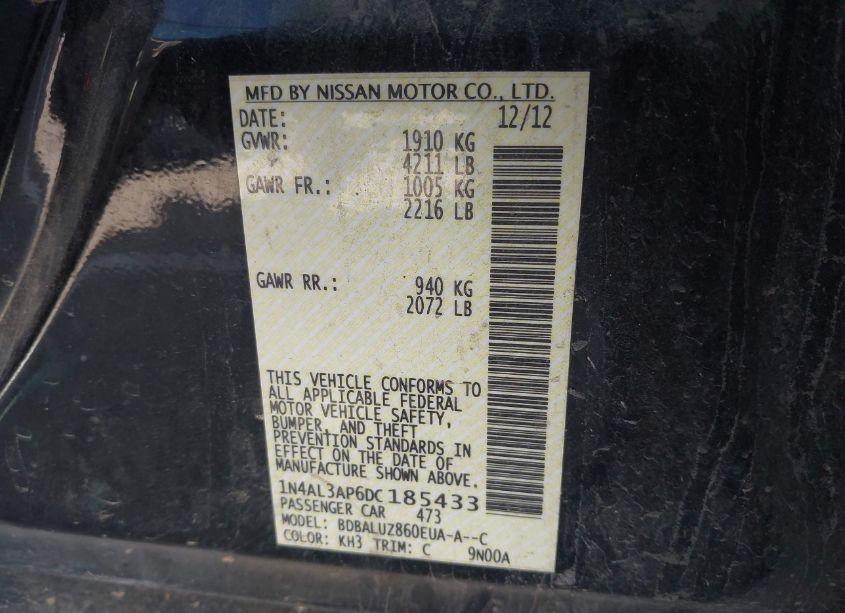 MFD BY NISSAN MOTOR CO., LTD.
DATE: 12/12
GVWR: 1910 KG
4211 LB
GAWR FR.: 1005 KG
2216 LB
GAWR RR.: 940 KG
2072 LB
THIS VEHICLE CONFORMS TO
ALL APPLICABLE FEDERAL
MOTOR VEHICLE SAFETY,
BUMPER, AND THEFT
PREVENTION STANDARDS IN
EFFECT ON THE DATE OF
MANUFACTURE SHOWN ABOVE.
1N4AL3AP6DC185433
PASSENGER CAR 473
MODEL: BDBALUZ860EUA-A--C
COLOR: KH3 TRIM: C 9N00A